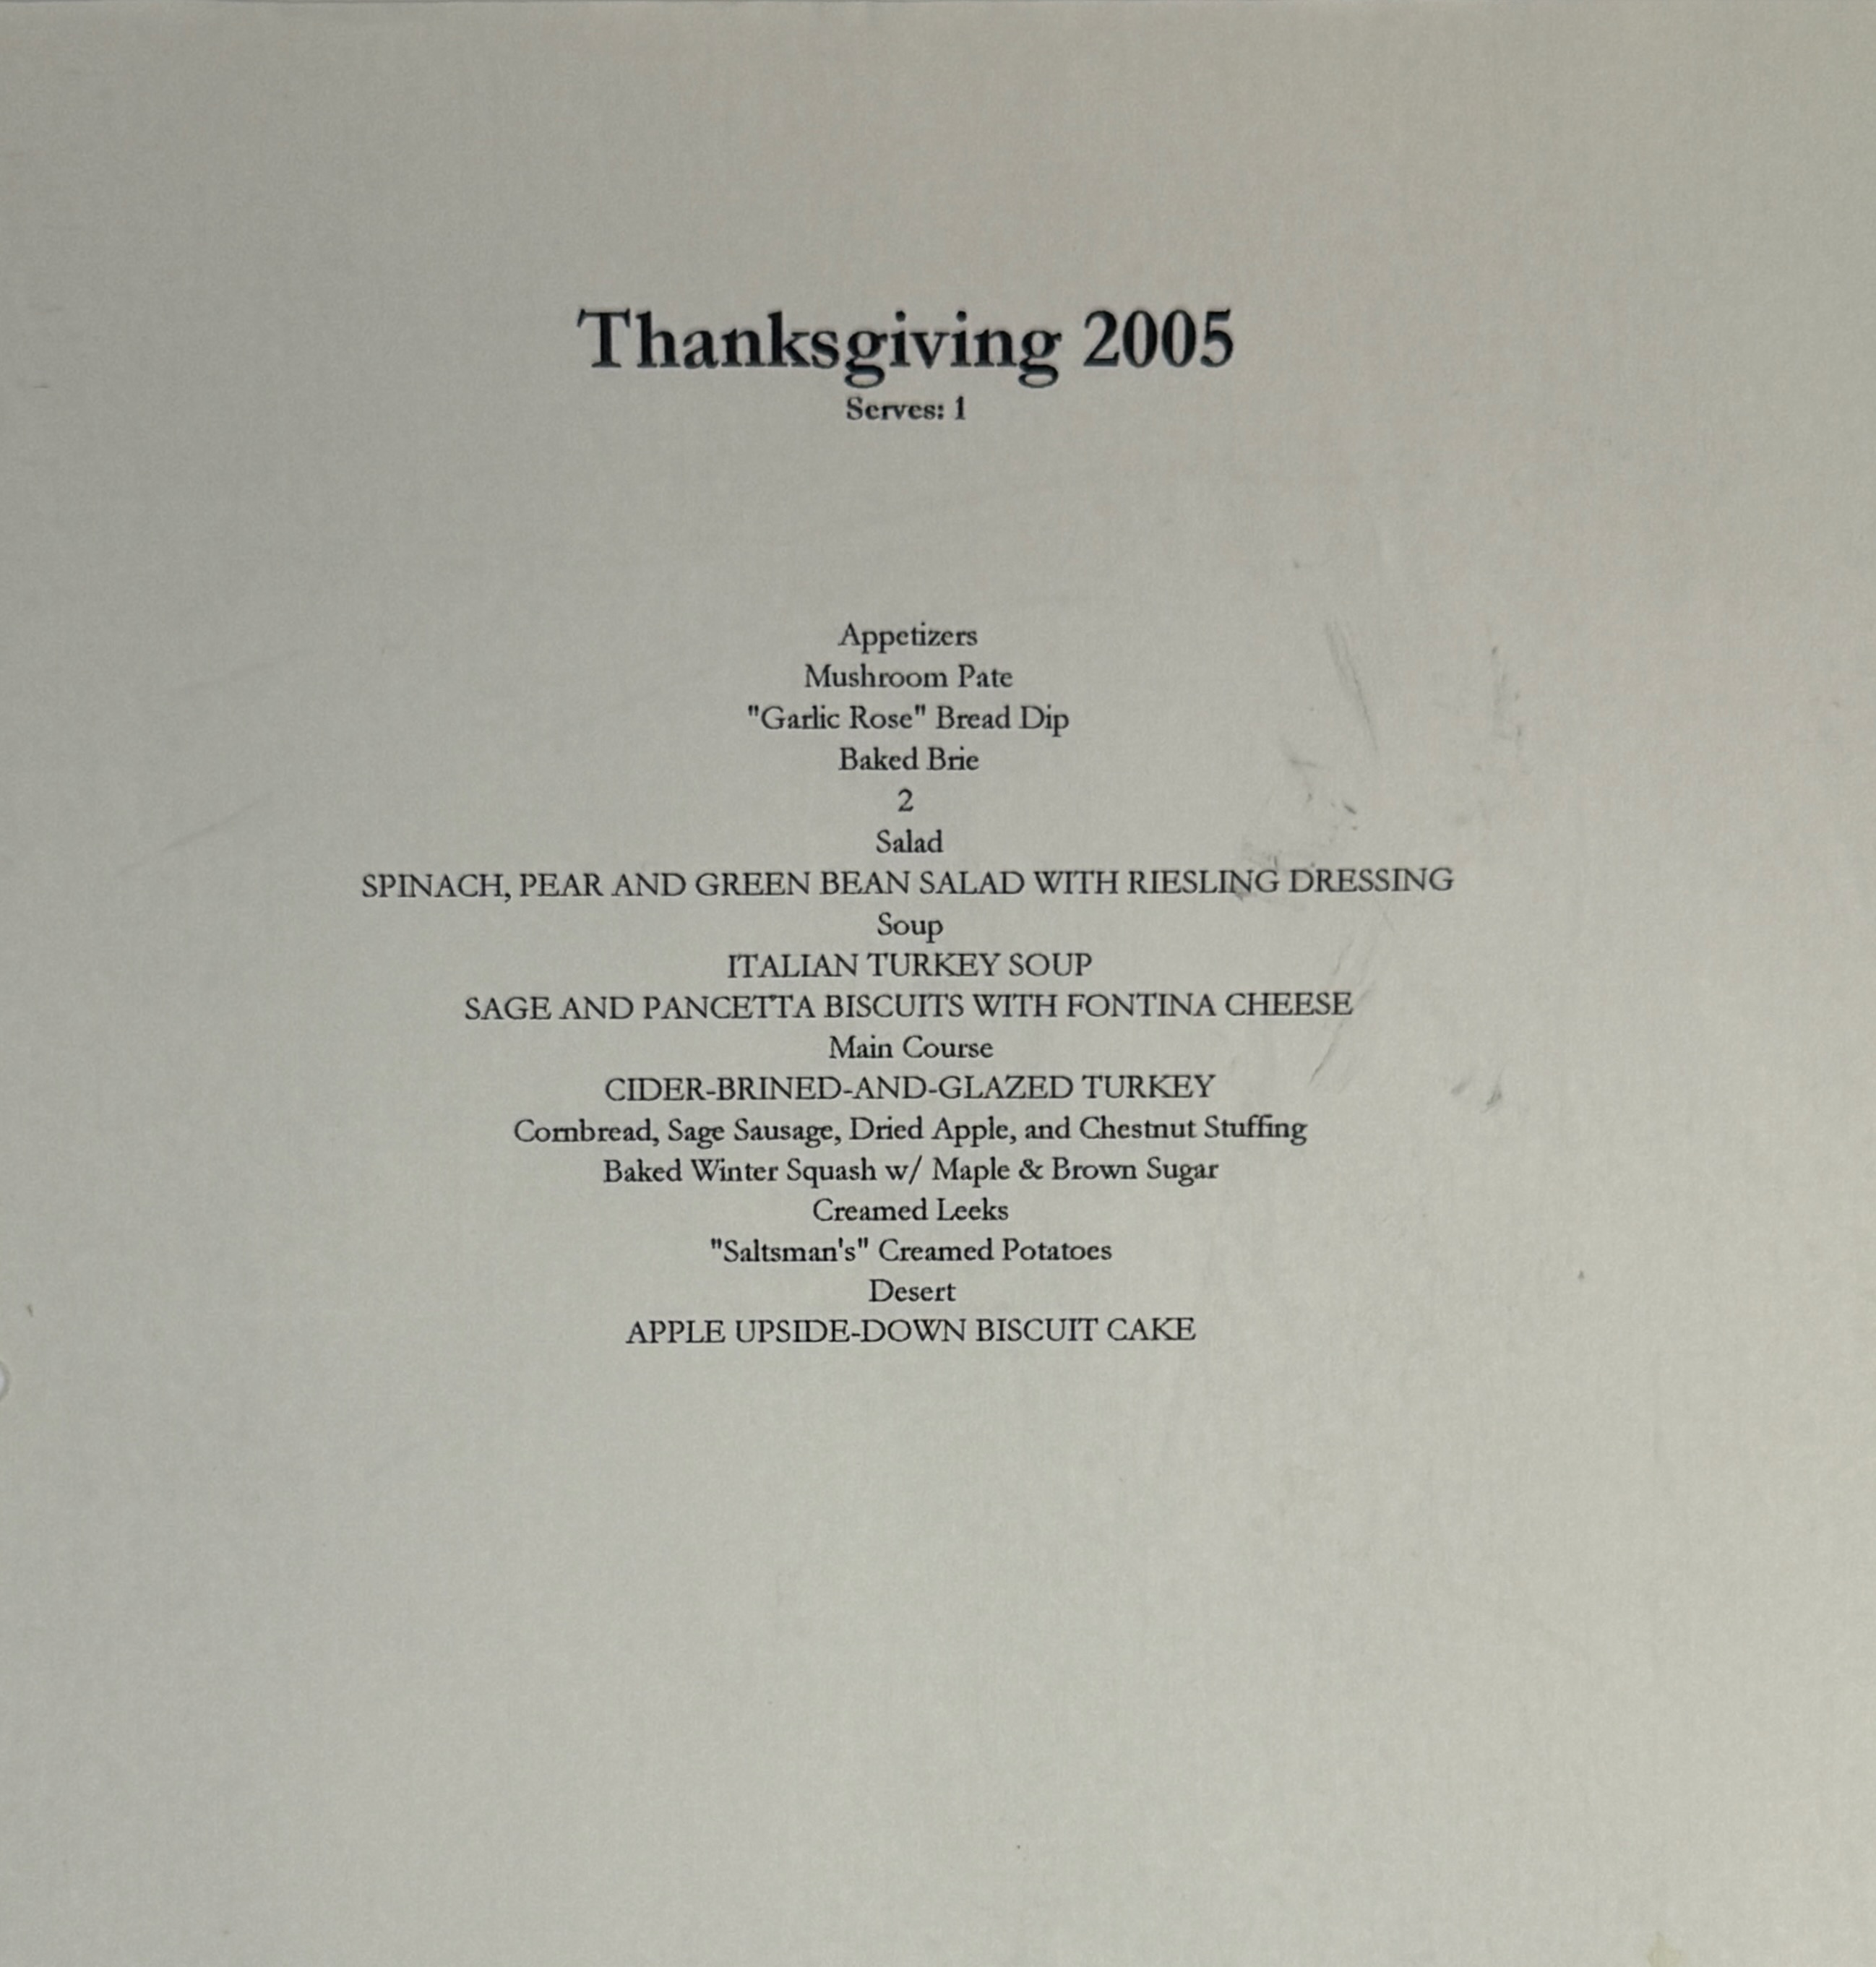 Thanksgiving 2005
Serves: 1
Appetizers
Mushroom Pate
"Garlic Rose" Bread Dip
Baked Brie
2
Salad
SPINACH, PEAR AND GREEN BEAN SALAD WITH RIESLING DRESSING
Soup
ITALIAN TURKEY SOUP
SAGE AND PANCETTA BISCUITS WITH FONTINA CHEESE
Main Course
CIDER-BRINED-AND-GLAZED TURKEY
Cornbread, Sage Sausage, Dried Apple, and Chestnut Stuffing
Baked Winter Squash w/ Maple & Brown Sugar
Creamed Leeks
"Saltsman's" Creamed Potatoes
Desert
APPLE UPSIDE-DOWN BISCUIT CAKE